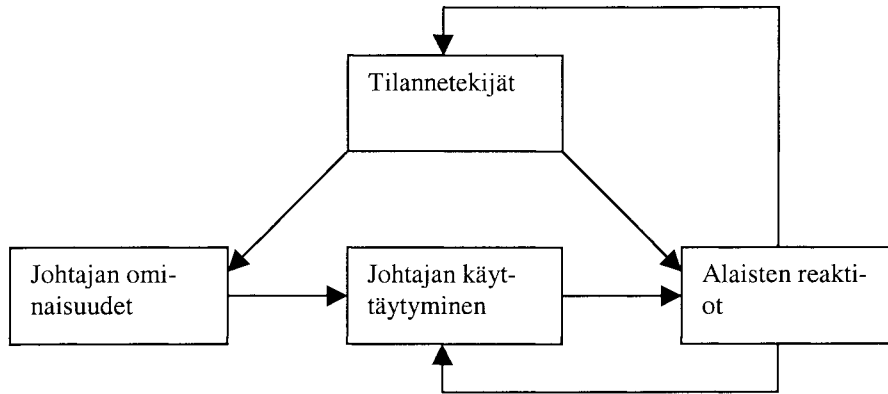 Tilannetekijät
Johtajan omi-
naisuudet
Johtajan käyt-
täytyminen
Alaisten reakti-
ot